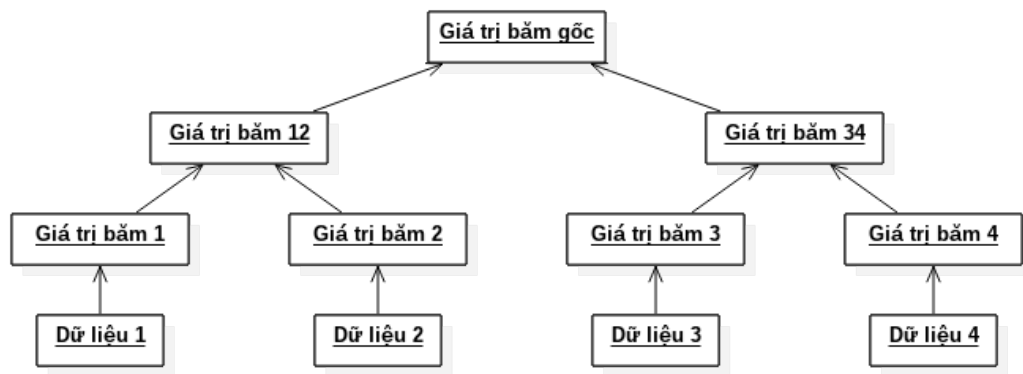 Giá trị băm gốc
Giá trị băm 12
Giá trị băm 34
Giá trị băm 1
Giá trị băm 2
Giá trị băm 3
Giá trị băm 4
Dữ liệu 1
Dữ liệu 2
Dữ liệu 3
Dữ liệu 4